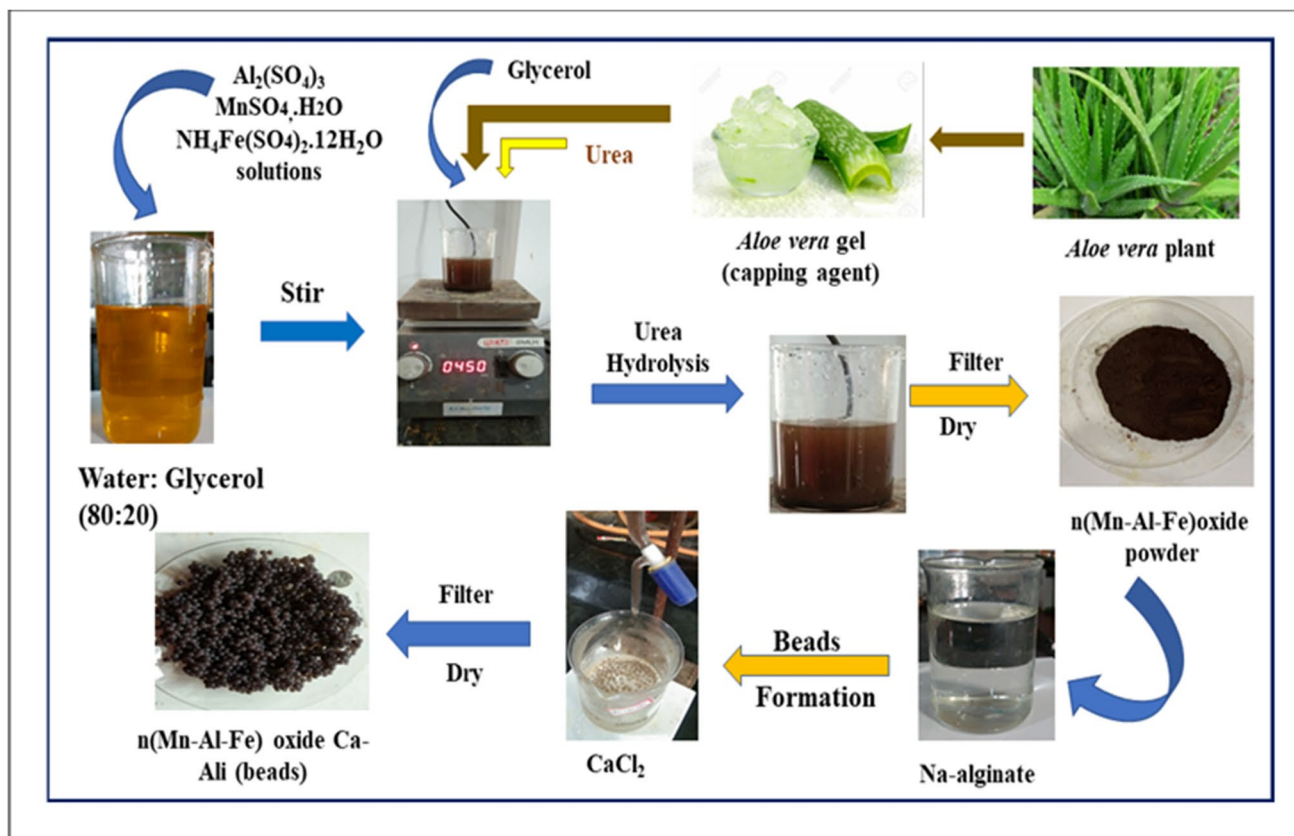 Al₂(SO₄)₃
MnSO₄.H2O
NH₄Fe(SO₄)₂.12H₂O
solutions
Glycerol
Urea
Aloe vera gel
(capping agent)
Aloe vera plant
Stir
0450
Urea
Hydrolysis
Filter
Dry
Water: Glycerol
(80:20)
n(Mn-Al-Fe)oxide
powder
Filter
Dry
Beads
Formation
n(Mn-Al-Fe) oxide Ca-
Ali (beads)
CaCl₂
Na-alginate